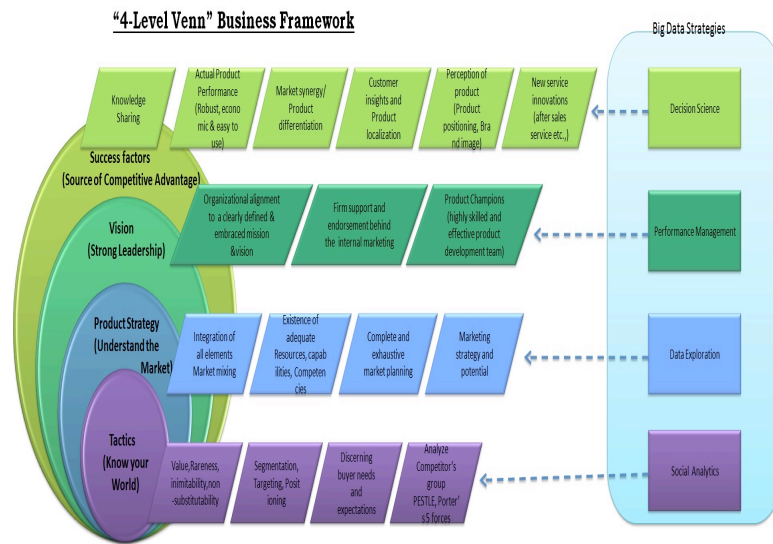 “4-Level Venn” Business Framework
Big Data Strategies
Knowledge
Sharing
Actual Product
Performance
(Robust, econo
mic & easy to
use)
Market synergy/
Product
differentiation
Customer
insights and
Product
localization
Perception of
product
(Product
positioning, Bra
nd image)
New service
innovations
(after sales
service etc.,)
Decision Science
Success factors
(Source of Competitive Advantage)
Organizational alignment
to a clearly defined &
embraced mission
&vision
Firm support and
endorsement behind
the internal marketing
Product Champions
(highly skilled and
effective product
development team)
Performance Management
Vision
(Strong Leadership)
Product Strategy
(Understand the
Market)
Integration of
all elements
Market mixing
Existence of
adequate
Resources, capab
ilities, Competen
cies
Complete and
exhaustive
market planning
Marketing
strategy and
potential
Data Exploration
Tactics
(Know your
World)
Value,Rareness,
inimitability,non
-substitutability
Segmentation,
Targeting, Posit
ioning
Discerning
buyer needs
and
expectations
Analyze
Competitor's
group
PESTLE, Porter'
s 5 forces
Social Analytics